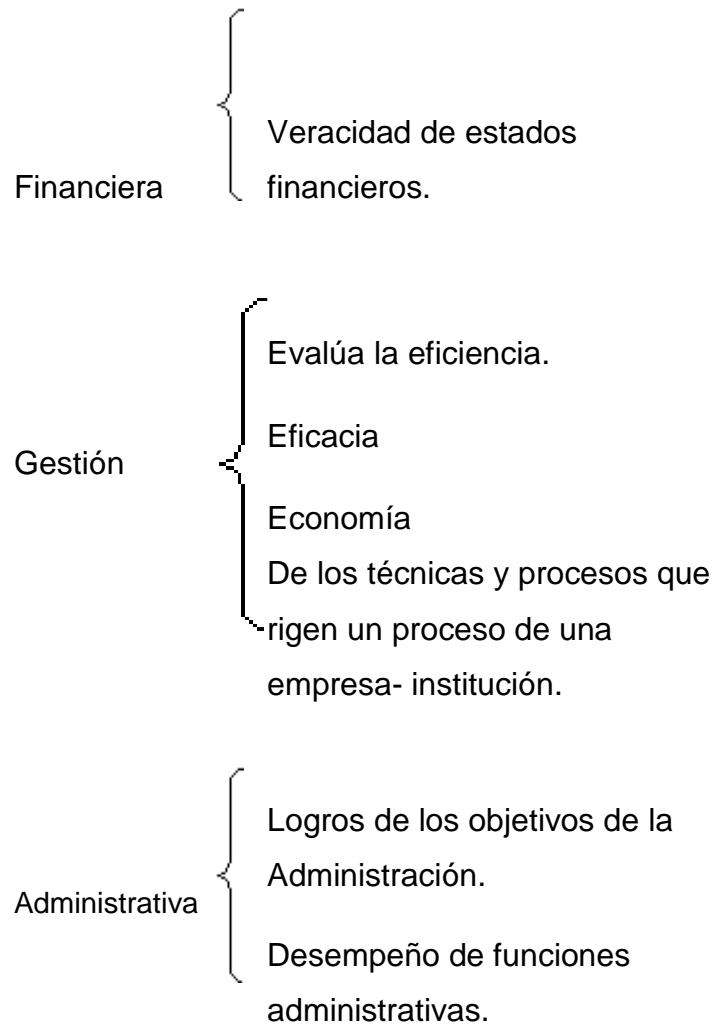 Veracidad de estados
Financiera
financieros.
Evalúa la eficiencia.
Eficacia
Gestión
Economía
De los técnicas y procesos que
rigen un proceso de una
empresa- institución.
Logros de los objetivos de la
Administración.
Administrativa
Desempeño de funciones
administrativas.